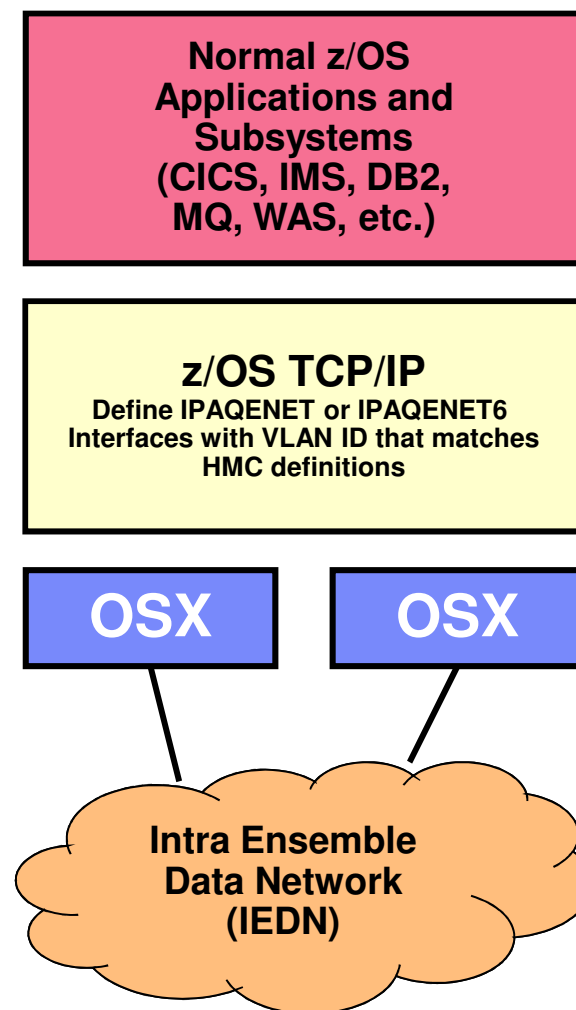 Normal z/OS
Applications and
Subsystems
(CICS, IMS, DB2,
MQ, WAS, etc.)
z/OS TCP/IP
Define IPAQENET or IPAQENET6
Interfaces with VLAN ID that matches
HMC definitions
OSX
OSX
Intra Ensemble
Data Network
(IEDN)